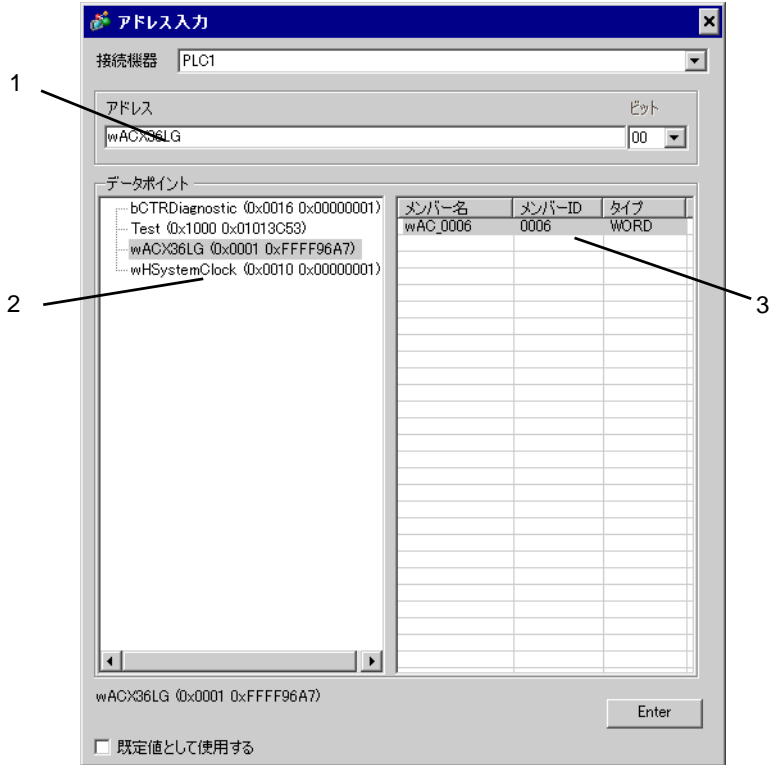 アドレス入力
接続機器 PLC1
1
アドレス ビット
wACX36LG 00
データポイント
bCTRDiagnostic (0x0016 0x00000001)
Test (0x1000 0x01013C53)
wACX36LG (0x0001 0xFFFF96A7)
wHSystemClock (0x0010 0x00000001)
メンバー名 メンバーID タイプ
wAC_0006 0006 WORD
2
3
wACX36LG (0x0001 0xFFFF96A7)
Enter
既定値として使用する